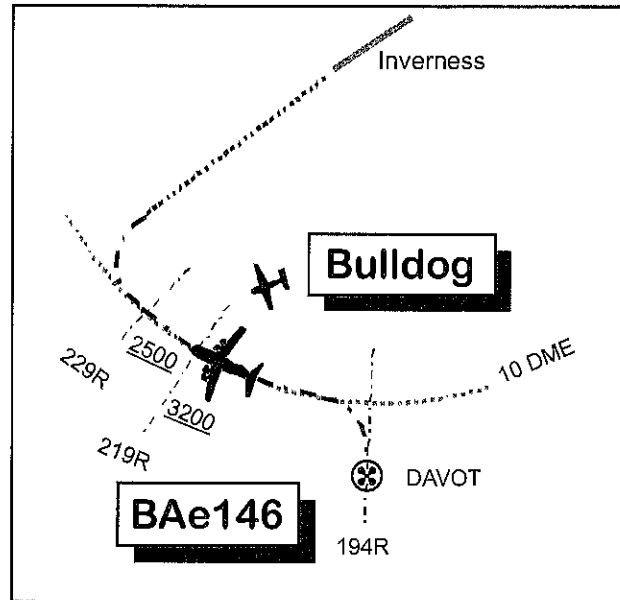 Inverness
Bulldog
10 DME
229R
2500
3200
219R
DAVOT
BAe146
194R